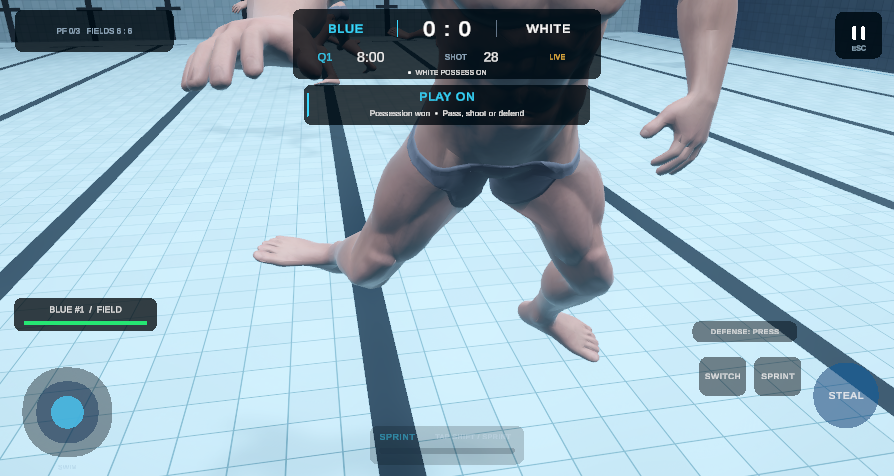 PF 0/3 FIELDS 6 : 6
BLUE 0 : 0 WHITE
Q1 8:00 SHOT 28 LIVE
• WHITE POSSESSION
PLAY ON
Possession won • Pass, shoot or defend
ESC
BLUE #1 / FIELD
DEFENSE: PRESS
SWITCH SPRINT
STEAL
SPRINT